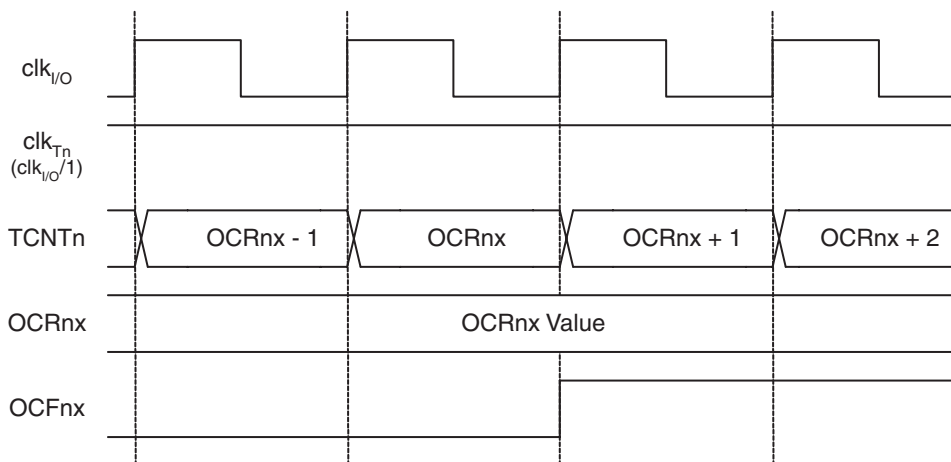 clkI/O
clkTn
(clkI/O/1)
TCNTn OCRnx - 1 OCRnx OCRnx + 1 OCRnx + 2
OCRnx OCRnx Value
OCFnx